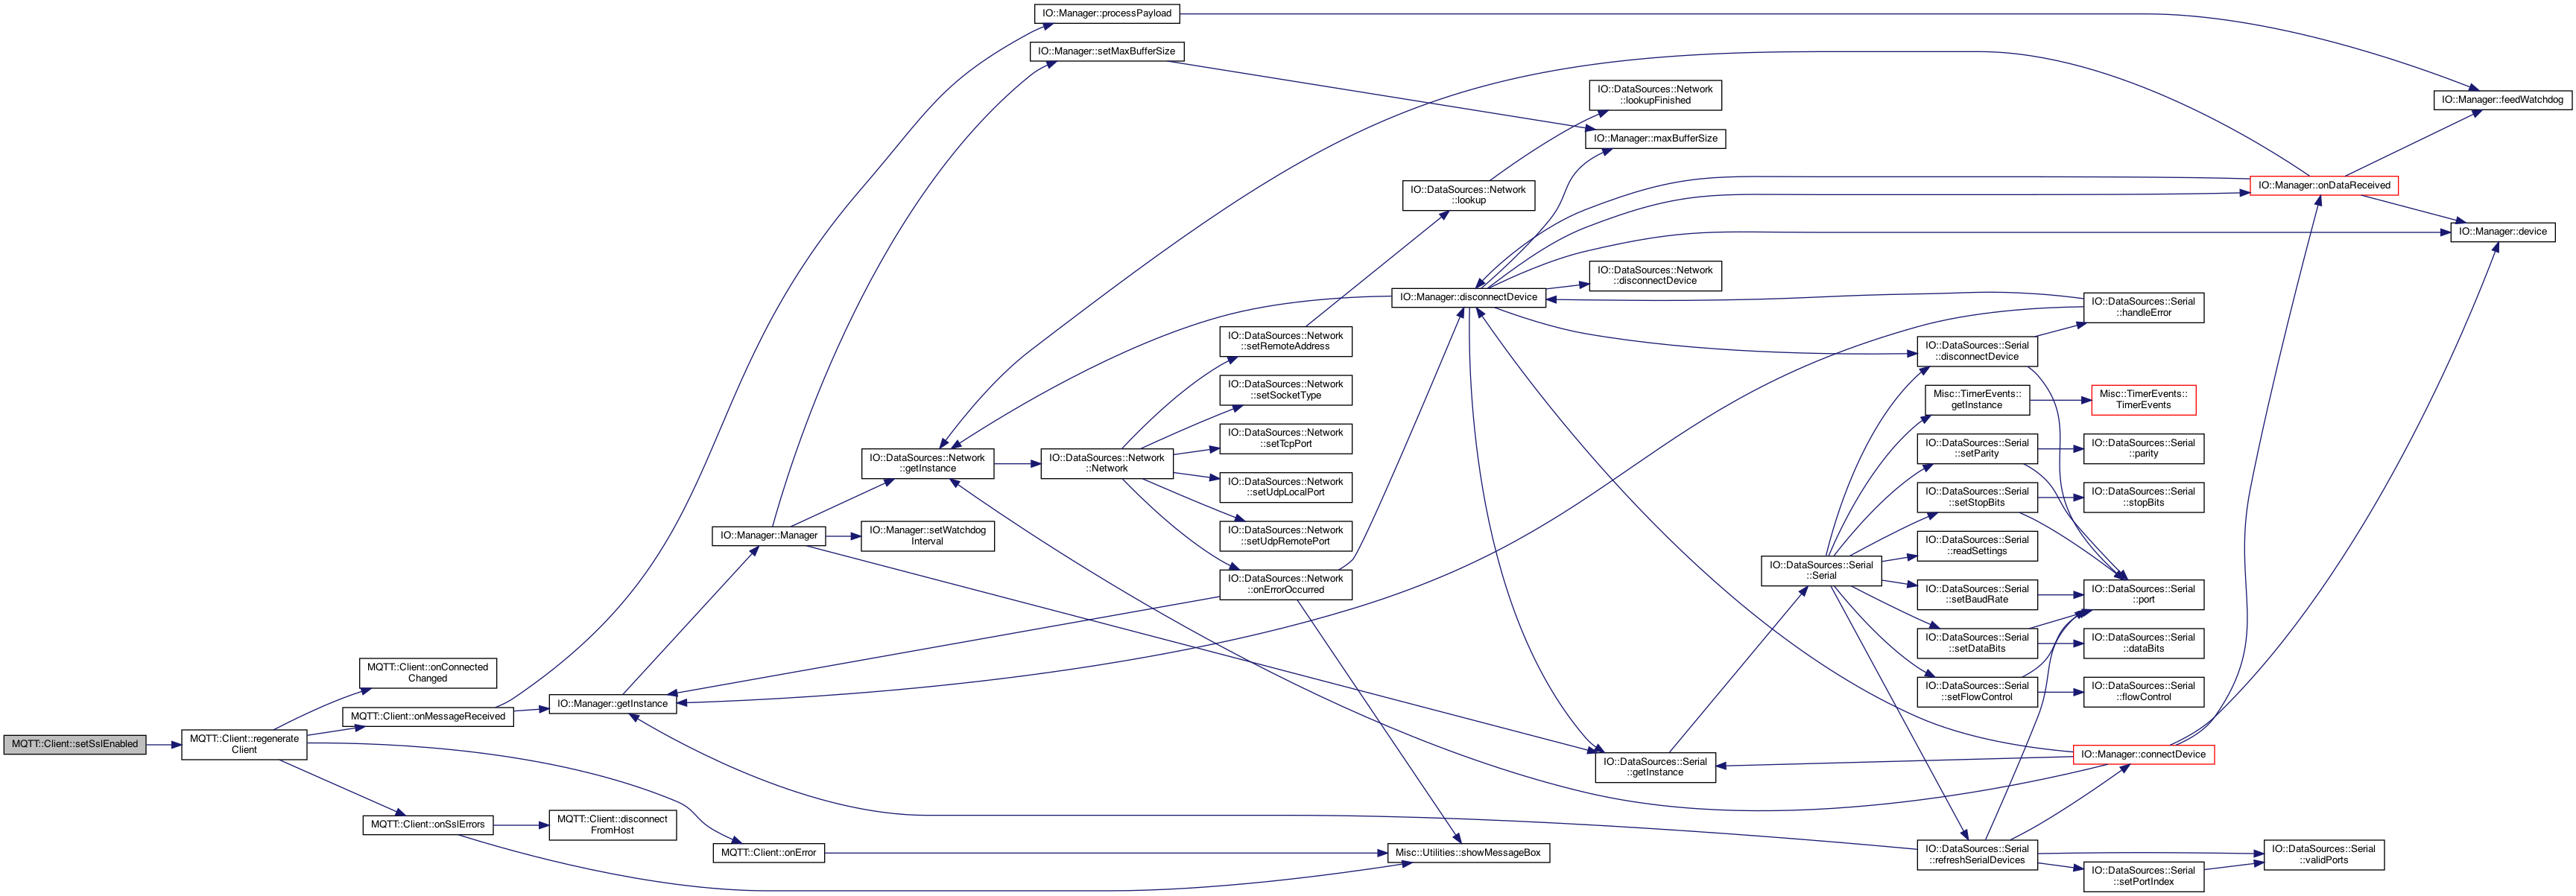 IO::Manager::processPayload
IO::Manager::setMaxBufferSize
IO::DataSources::Network
::lookupFinished
IO::Manager::feedWatchdog
IO::Manager::maxBufferSize
IO::DataSources::Network
::lookup
IO::Manager::onDataReceived
IO::Manager::device
IO::DataSources::Network
::disconnectDevice
IO::Manager::disconnectDevice
IO::DataSources::Serial
::handleError
IO::DataSources::Network
::setRemoteAddress
IO::DataSources::Serial
::disconnectDevice
IO::DataSources::Network
::setSocketType
Misc::TimerEvents::
getInstance
Misc::TimerEvents::
TimerEvents
IO::DataSources::Network
::setTcpPort
IO::DataSources::Serial
::setParity
IO::DataSources::Serial
::parity
IO::DataSources::Network
::getInstance
IO::DataSources::Network
::Network
IO::DataSources::Network
::setUdpLocalPort
IO::DataSources::Serial
::setStopBits
IO::DataSources::Serial
::stopBits
IO::Manager::Manager
IO::Manager::setWatchdog
Interval
IO::DataSources::Network
::setUdpRemotePort
IO::DataSources::Serial
::readSettings
IO::DataSources::Network
::onErrorOccurred
IO::DataSources::Serial
::Serial
IO::DataSources::Serial
::setBaudRate
IO::DataSources::Serial
::port
IO::DataSources::Serial
::setDataBits
IO::DataSources::Serial
::dataBits
MQTT::Client::onConnected
Changed
IO::DataSources::Serial
::setFlowControl
IO::DataSources::Serial
::flowControl
IO::Manager::getInstance
MQTT::Client::onMessageReceived
MQTT::Client::setSslEnabled
MQTT::Client::regenerate
Client
IO::DataSources::Serial
::getInstance
IO::Manager::connectDevice
MQTT::Client::onSslErrors
MQTT::Client::disconnect
FromHost
MQTT::Client::onError
Misc::Utilities::showMessageBox
IO::DataSources::Serial
::refreshSerialDevices
IO::DataSources::Serial
::validPorts
IO::DataSources::Serial
::setPortIndex